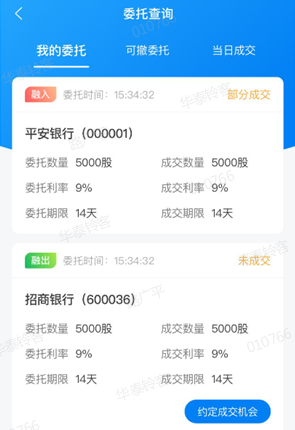 委托查询
我的委托 可撤委托 当日成交
融入 委托时间：15:34:32 部分成交
平安银行（000001）
委托数量 5000股 成交数量 5000股
委托利率 9% 成交利率 9%
委托期限 14天 成交期限 14天
融出 委托时间：15:34:32 未成交
招商银行（600036）
委托数量 5000股 成交数量 5000股
委托利率 9% 成交利率 9%
委托期限 14天 成交期限 14天
约定成交机会